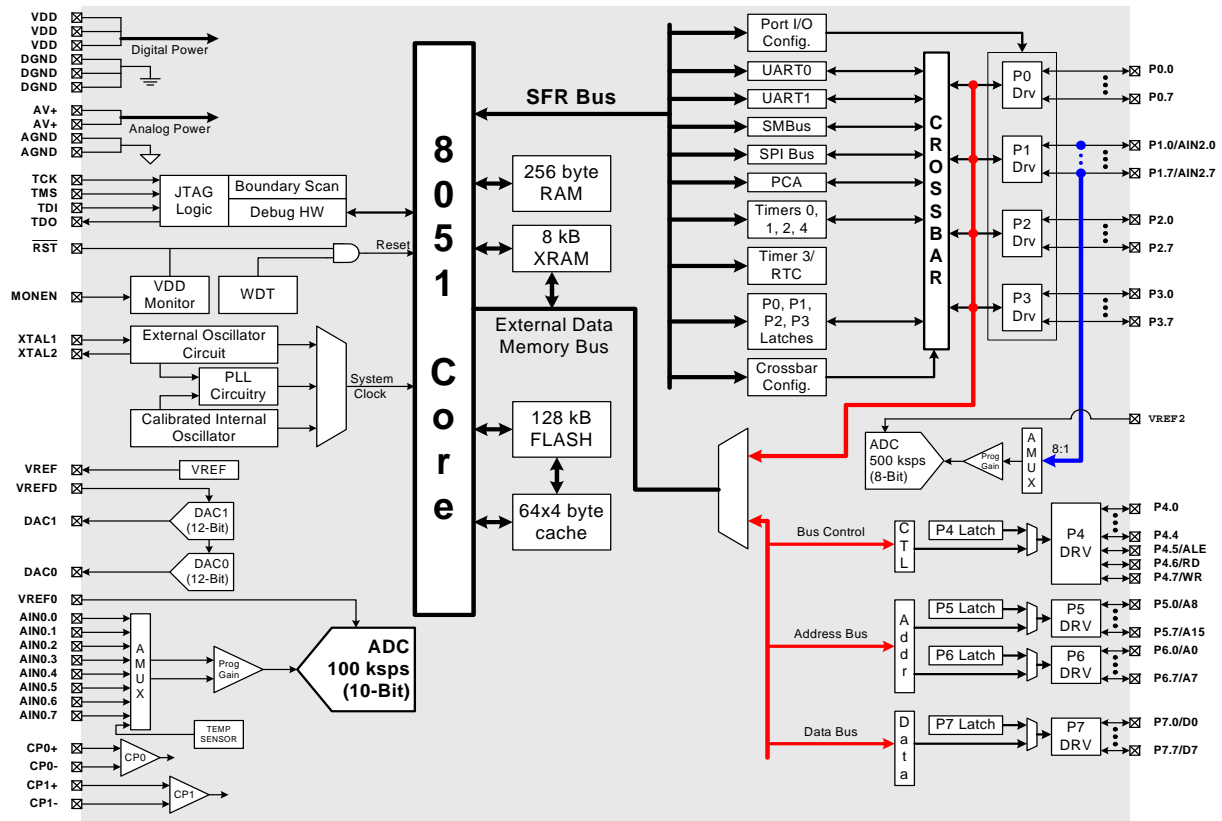 VDD
VDD
VDD
DGND
DGND
DGND
Digital Power
AV+
AV+
AGND
AGND
Analog Power
TCK
TMS
TDI
TDO
JTAG
Logic
Boundary Scan
Debug HW
RST
MONEN
VDD
Monitor
WDT
Reset
XTAL1
XTAL2
External Oscillator
Circuit
PLL
Circuitry
Calibrated Internal
Oscillator
System
Clock
VREF
VREF
VREFD
DAC1
DAC1
(12-Bit)
DAC0
DAC0
(12-Bit)
VREF0
AIN0.0
AIN0.1
AIN0.2
AIN0.3
AIN0.4
AIN0.5
AIN0.6
AIN0.7
AMUX
Prog
Gain
ADC
100 ksps
(10-Bit)
TEMP
SENSOR
CP0+
CP0-
CP0
CP1+
CP1-
CP1
8051 Core
SFR Bus
256 byte
RAM
8 kB
XRAM
External Data
Memory Bus
128 kB
FLASH
64x4 byte
cache
Port I/O
Config.
UART0
UART1
SMBus
SPI Bus
PCA
Timers 0,
1, 2, 4
Timer 3/
RTC
P0, P1,
P2, P3
Latches
Crossbar
Config.
CROSSBAR
P0
Drv
P1
Drv
P2
Drv
P3
Drv
P0.0
P0.7
P1.0/AIN2.0
P1.7/AIN2.7
P2.0
P2.7
P3.0
P3.7
VREF2
ADC
500 ksps
(8-Bit)
Prog
Gain
AMUX
8:1
Bus Control
CTL
P4 Latch
P4
DRV
P4.0
P4.4
P4.5/ALE
P4.6/RD
P4.7/WR
Address Bus
Addr
P5 Latch
P5
DRV
P5.0/A8
P5.7/A15
P6 Latch
P6
DRV
P6.0/A0
P6.7/A7
Data Bus
Data
P7 Latch
P7
DRV
P7.0/D0
P7.7/D7